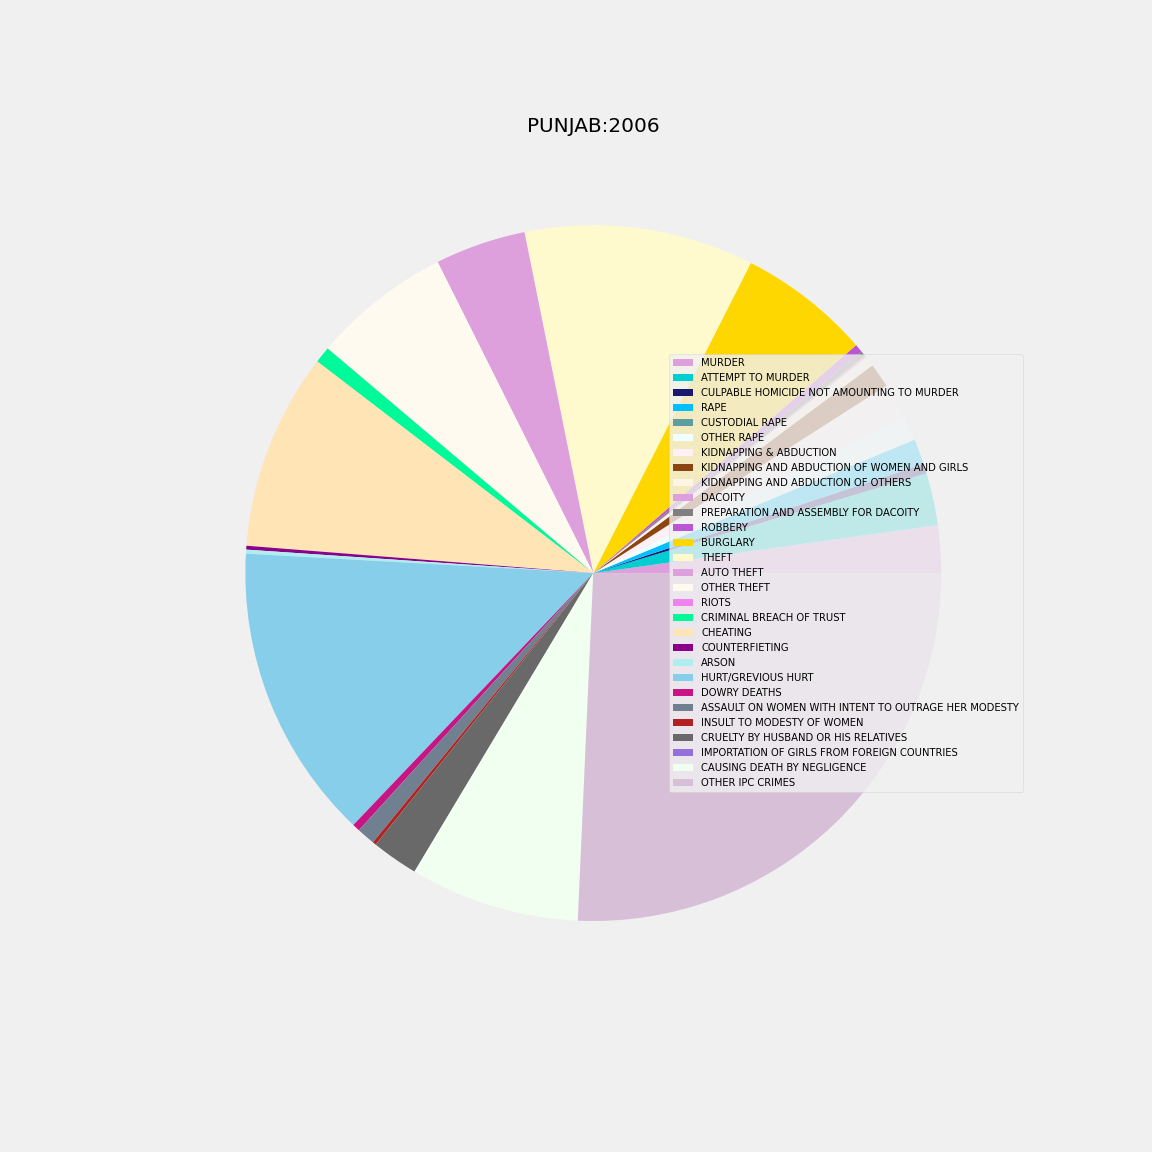 PUNJAB:2006
MURDER
ATTEMPT TO MURDER
CULPABLE HOMICIDE NOT AMOUNTING TO MURDER
RAPE
CUSTODIAL RAPE
OTHER RAPE
KIDNAPPING & ABDUCTION
KIDNAPPING AND ABDUCTION OF WOMEN AND GIRLS
KIDNAPPING AND ABDUCTION OF OTHERS
DACOITY
PREPARATION AND ASSEMBLY FOR DACOITY
ROBBERY
BURGLARY
THEFT
AUTO THEFT
OTHER THEFT
RIOTS
CRIMINAL BREACH OF TRUST
CHEATING
COUNTERFIETING
ARSON
HURT/GREVIOUS HURT
DOWRY DEATHS
ASSAULT ON WOMEN WITH INTENT TO OUTRAGE HER MODESTY
INSULT TO MODESTY OF WOMEN
CRUELTY BY HUSBAND OR HIS RELATIVES
IMPORTATION OF GIRLS FROM FOREIGN COUNTRIES
CAUSING DEATH BY NEGLIGENCE
OTHER IPC CRIMES